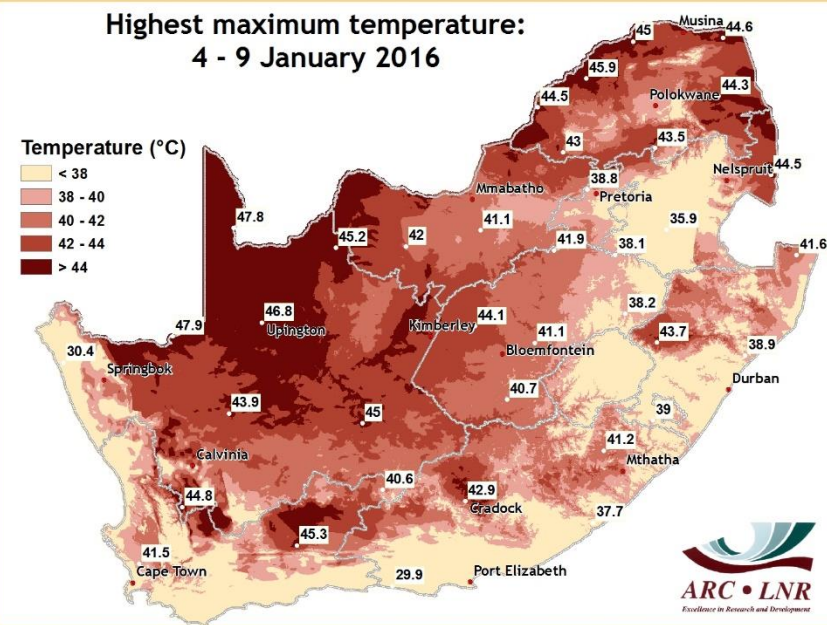 Highest maximum temperature:
4 - 9 January 2016
Musina
45
44.6
45.9
44.5
Polokwane
44.3
Temperature (°C)
< 38
38 - 40
40 - 42
42 - 44
> 44
43
43.5
38.8
Nelspruit
44.5
Mmabatho
Pretoria
47.8
41.1
35.9
45.2
42
41.9
38.1
41.6
46.8
44.1
38.2
47.9
Upington
Kimberley
41.1
43.7
30.4
Bloemfontein
38.9
Springbok
Durban
40.7
43.9
45
39
41.2
Calvinia
Mthatha
40.6
44.8
42.9
Cradock
37.7
45.3
41.5
Cape Town
29.9
Port Elizabeth
ARC • LNR
Excellence in Research and Development